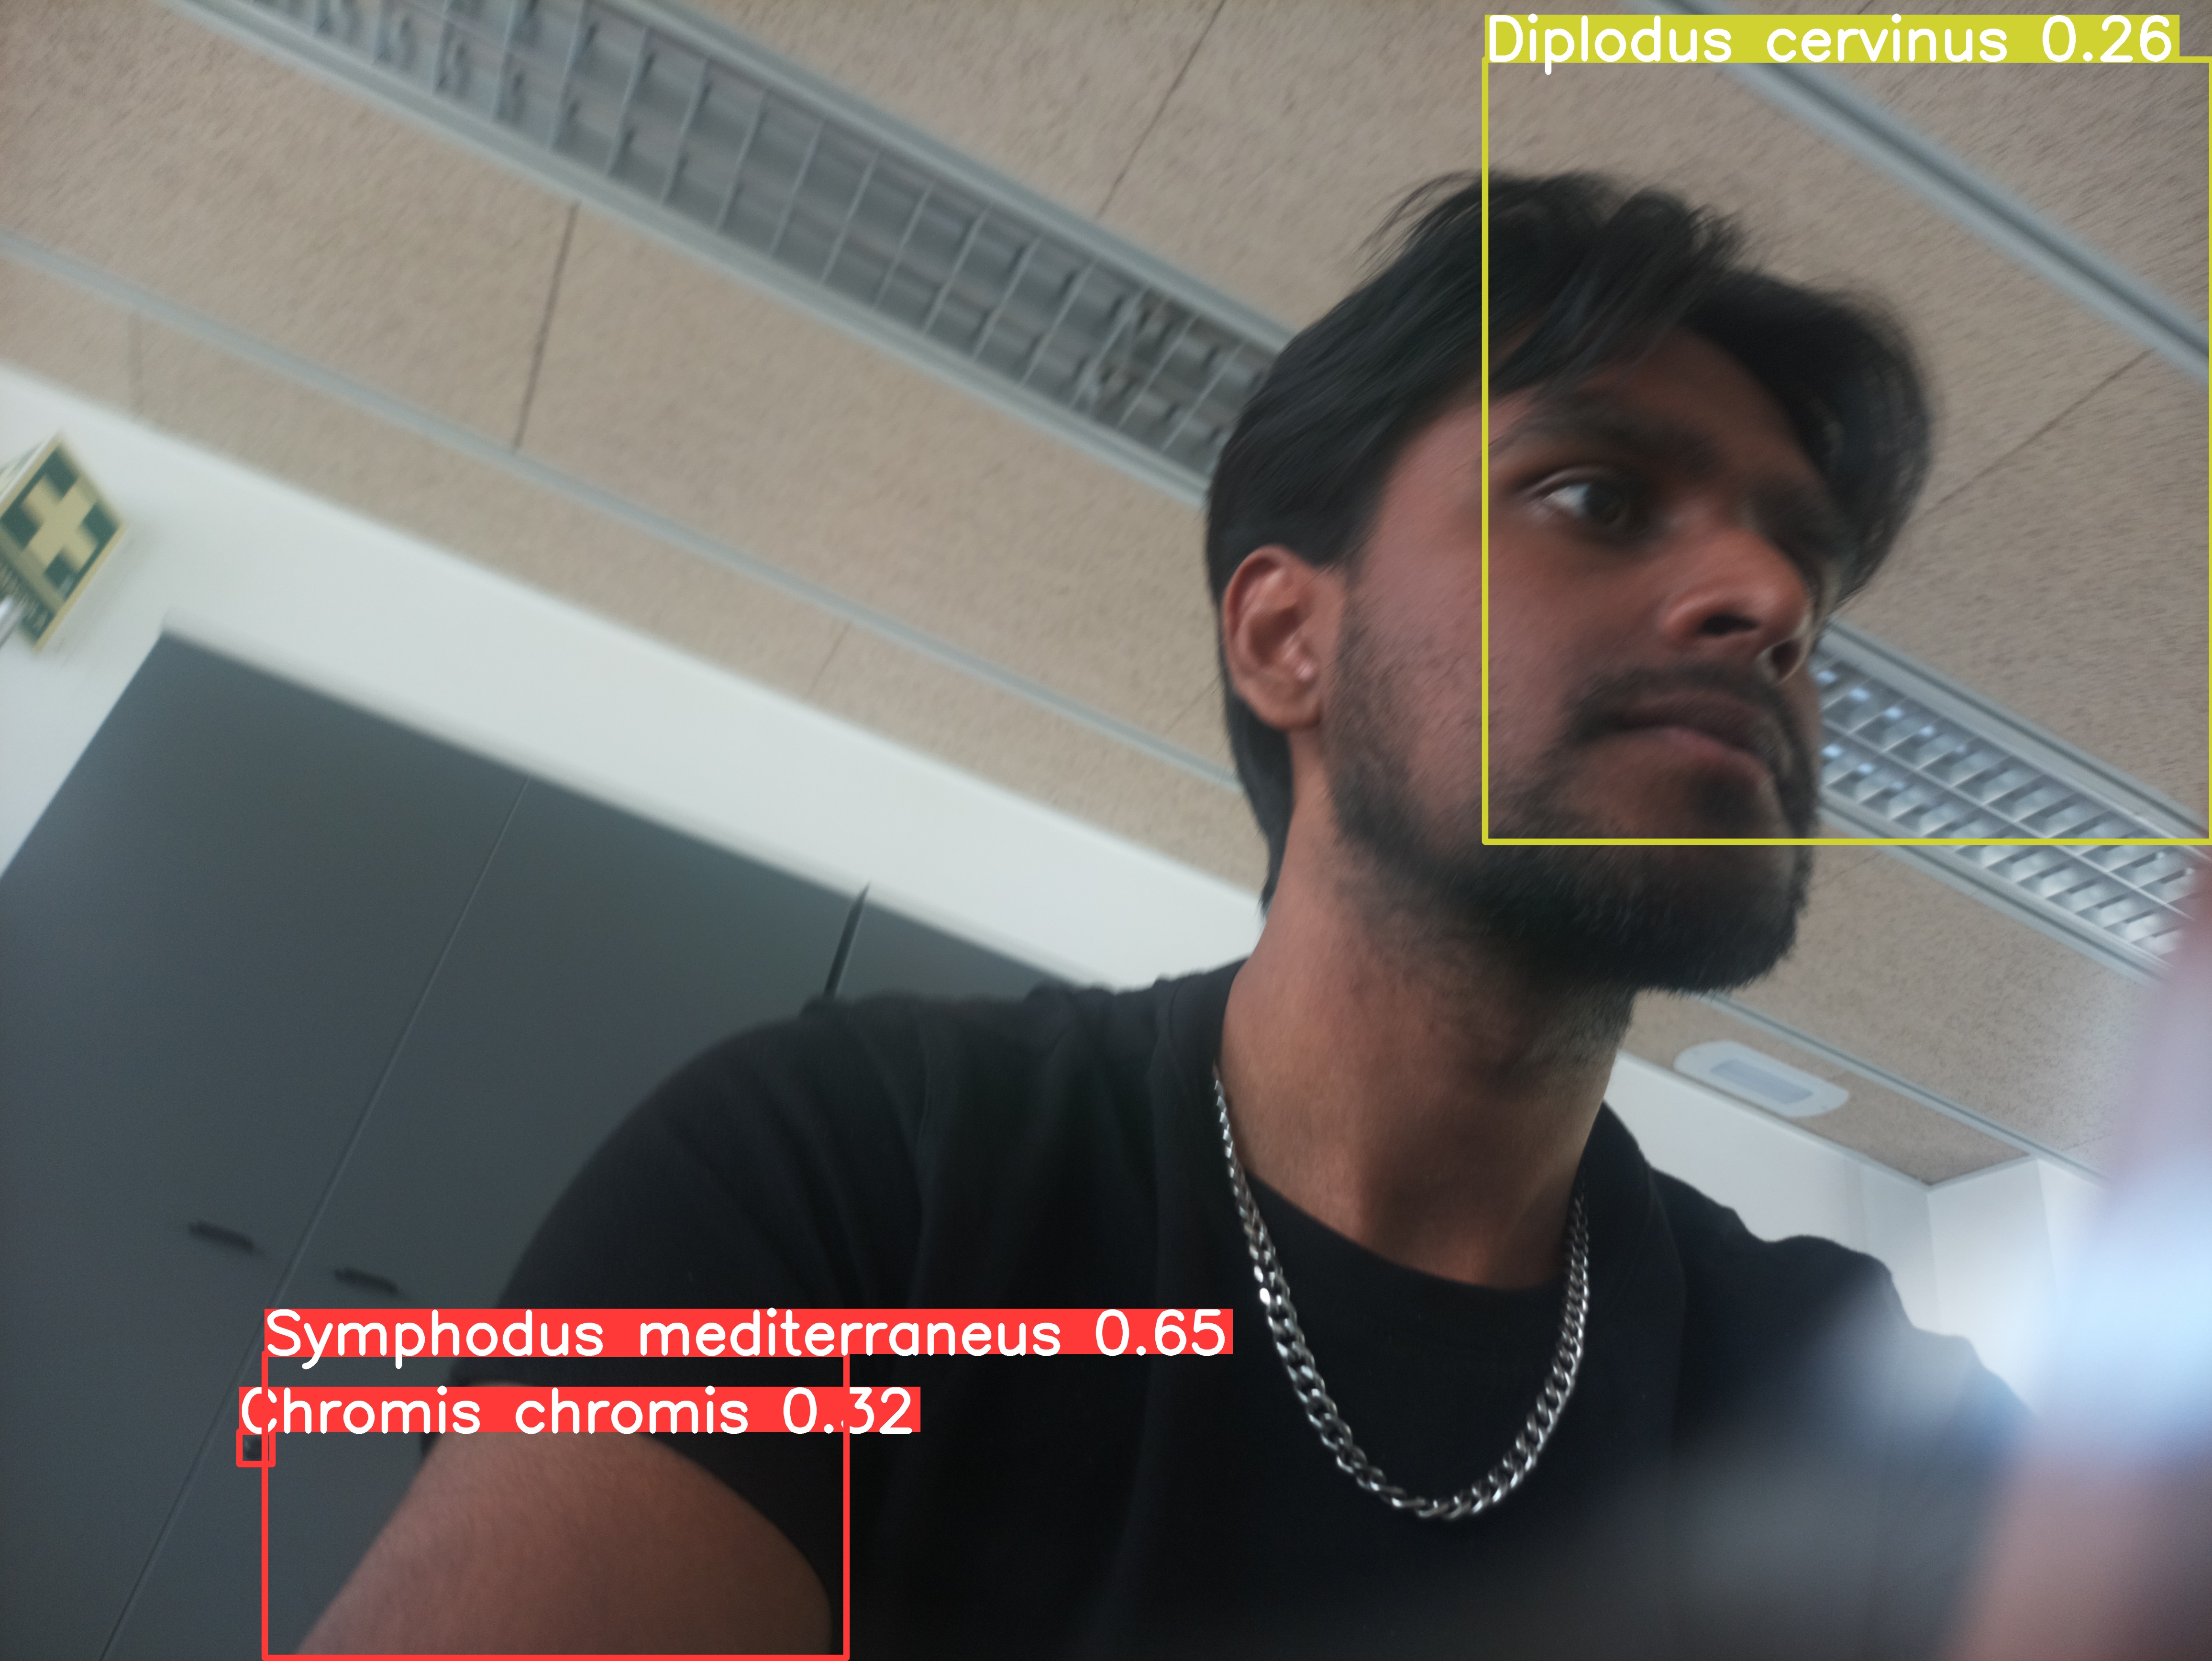 Diplodus cervinus 0.26
Symphodus mediterraneus 0.65
Chromis chromis 0.32